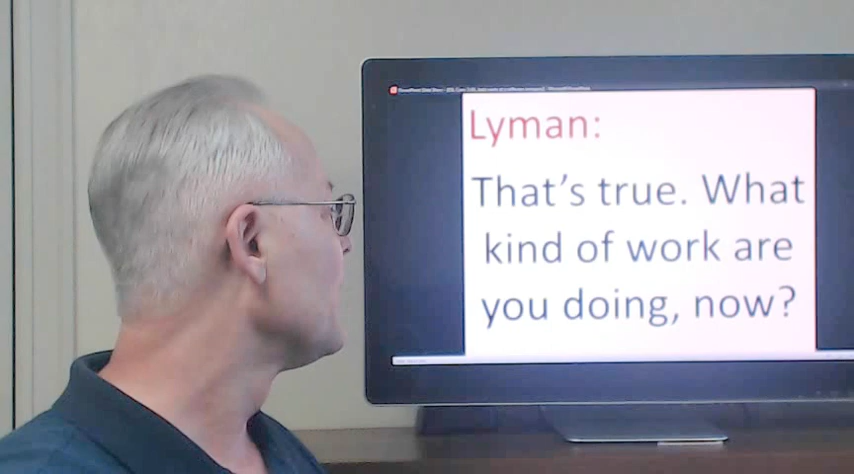 Lyman:
That's true. What
kind of work are
you doing, now?